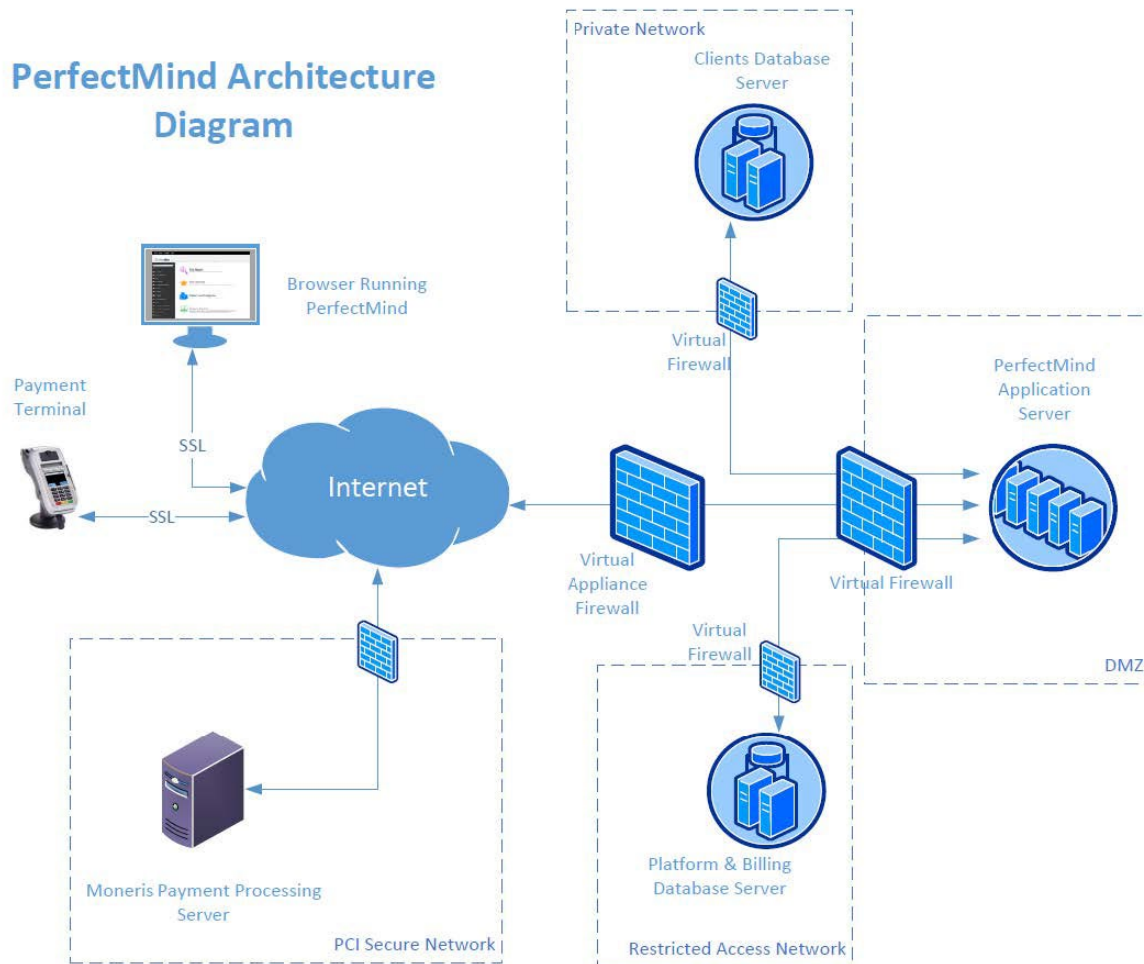 PerfectMind Architecture
Diagram
Private Network
Clients Database
Server
Browser Running
PerfectMind
Payment
Terminal
SSL
SSL
Internet
Virtual
Firewall
PerfectMind
Application
Server
Virtual
Appliance
Firewall
Virtual Firewall
Virtual
Firewall
DMZ
Moneris Payment Processing
Server
PCI Secure Network
Platform & Billing
Database Server
Restricted Access Network